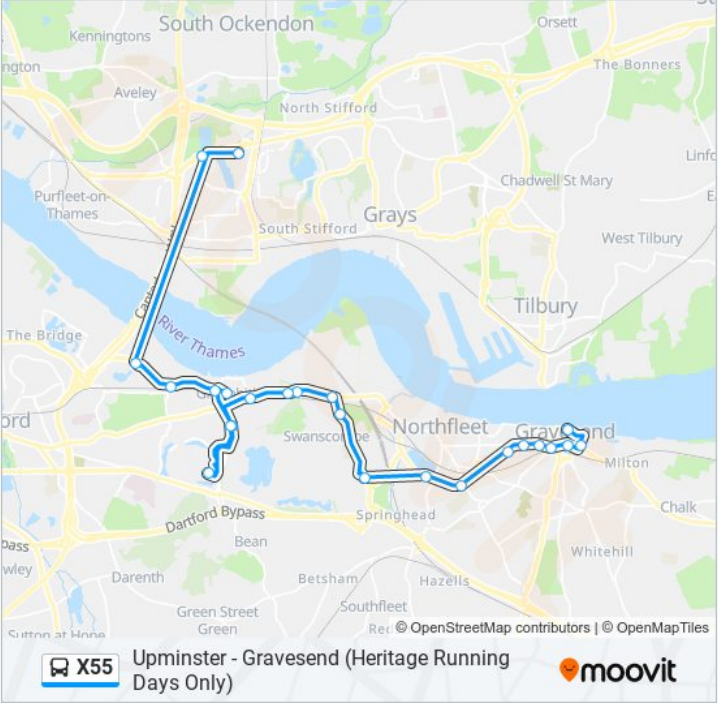 South Ockendon
Orsett
St
Kenningtons
ngton
The Bonners
Aveley
North Stifford
Linfo
Chadwell St Mary
Purfleet-on-
Thames
E
Grays
South Stifford
West Tilbury
Tilbury
The Bridge
River Thames
ord
Northfleet
Gravesend
Swanscombe
Milton
Dartford Bypass
Springhead
Chalk
Bean
pass
Whitehill
wley
Darenth
Betsham
Hazells
Green Street
Green
Southfleet
Red
© OpenStreetMap contributors | © OpenMapTiles
Sutton at Hone
X55
Upminster - Gravesend (Heritage Running
Days Only)
moovit